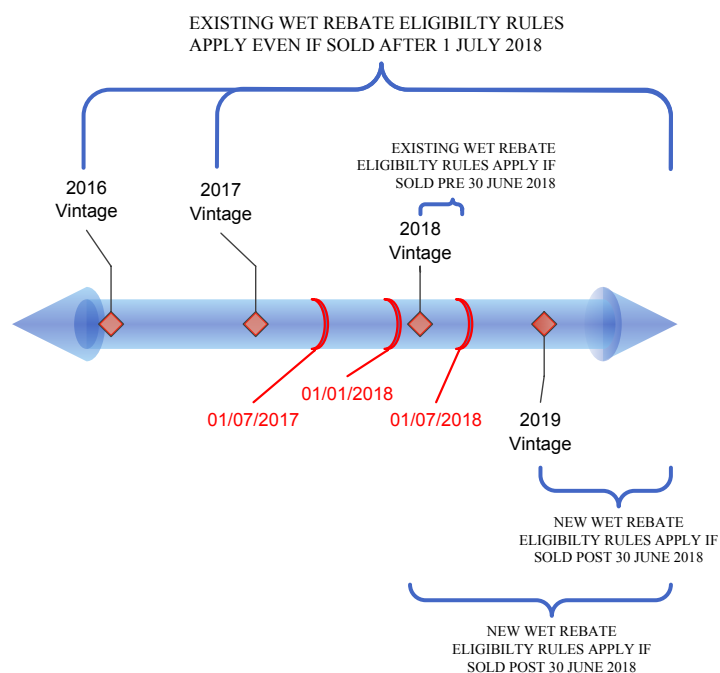 EXISTING WET REBATE ELIGIBILTY RULES
APPLY EVEN IF SOLD AFTER 1 JULY 2018
EXISTING WET REBATE
ELIGIBILTY RULES APPLY IF
SOLD PRE 30 JUNE 2018
2016
Vintage
2017
Vintage
2018
Vintage
01/07/2017
01/01/2018
01/07/2018
2019
Vintage
NEW WET REBATE
ELIGIBILTY RULES APPLY IF
SOLD POST 30 JUNE 2018
NEW WET REBATE
ELIGIBILTY RULES APPLY IF
SOLD POST 30 JUNE 2018